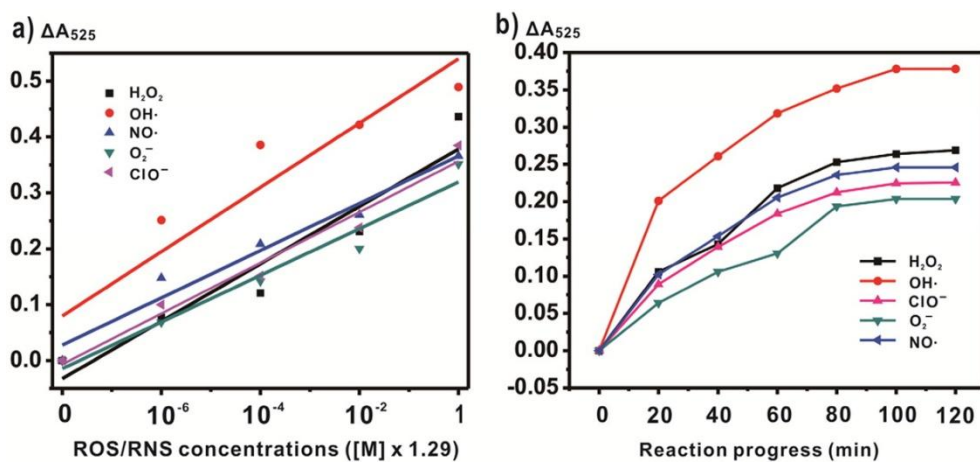 a) ΔA₅₂₅
0.5
0.4
0.3
0.2
0.1
0.0
H₂O₂
OH·
NO·
O₂⁻
ClO⁻
0 10⁻⁶ 10⁻⁴ 10⁻² 1
ROS/RNS concentrations ([M] x 1.29)
b) ΔA₅₂₅
0.40
0.35
0.30
0.25
0.20
0.15
0.10
0.05
0.00
-0.05
H₂O₂
OH·
ClO⁻
O₂⁻
NO·
0 20 40 60 80 100 120
Reaction progress (min)